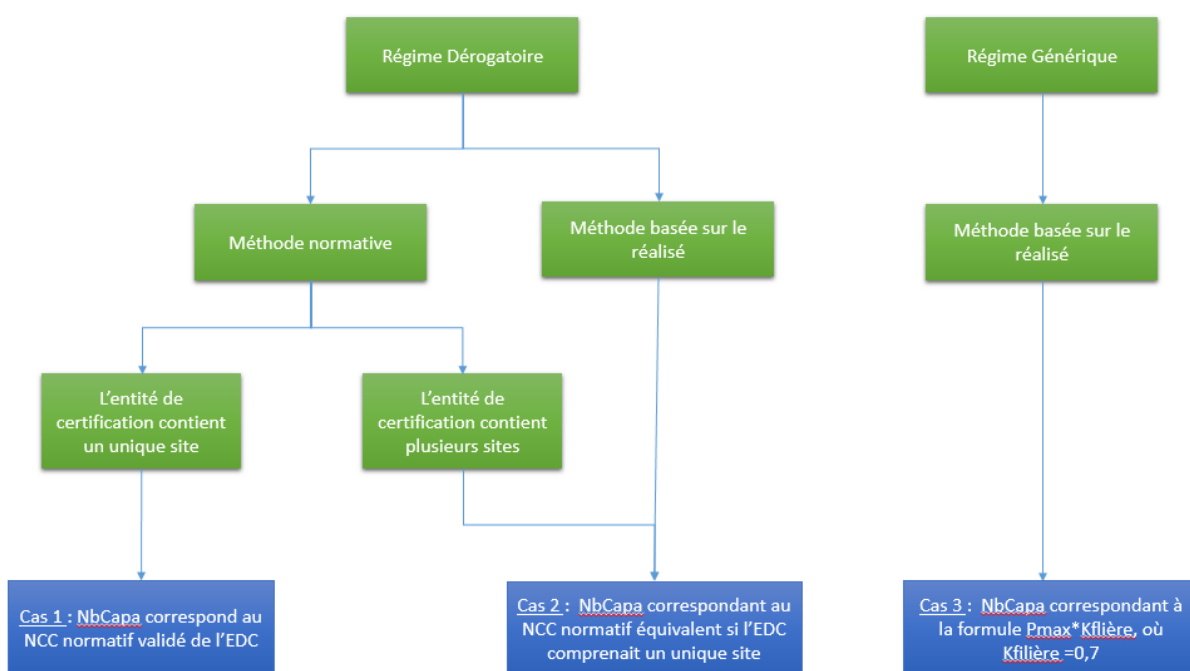 Régime Dérogatoire
Régime Générique
Méthode normative
Méthode basée sur le
réalisé
Méthode basée sur le
réalisé
L'entité de
certification contient
un unique site
L'entité de
certification contient
plusieurs sites
Cas 1 : NbCapa correspond au
NCC normatif validé de l'EDC
Cas 2 : NbCapa correspondant au
NCC normatif équivalent si l'EDC
comprenait un unique site
Cas 3 : NbCapa correspondant à
la formule Pmax*Kflière, où
Kfilière =0,7